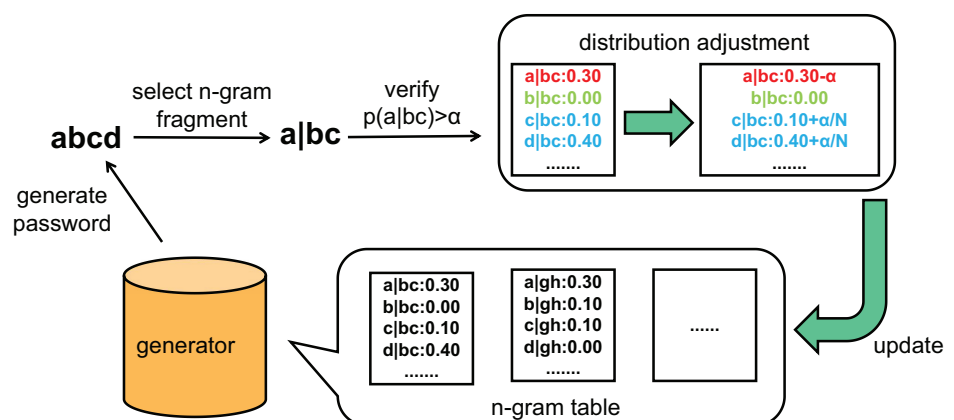 distribution adjustment
a|bc:0.30
b|bc:0.00
c|bc:0.10
d|bc:0.40
.......
a|bc:0.30-α
b|bc:0.00
c|bc:0.10+α/N
d|bc:0.40+α/N
.......
select n-gram
fragment
verify
p(a|bc)>α
abcd
a|bc
generate
password
generator
a|bc:0.30
b|bc:0.00
c|bc:0.10
d|bc:0.40
.......
a|gh:0.30
b|gh:0.10
c|gh:0.10
d|gh:0.00
.......
......
update
n-gram table